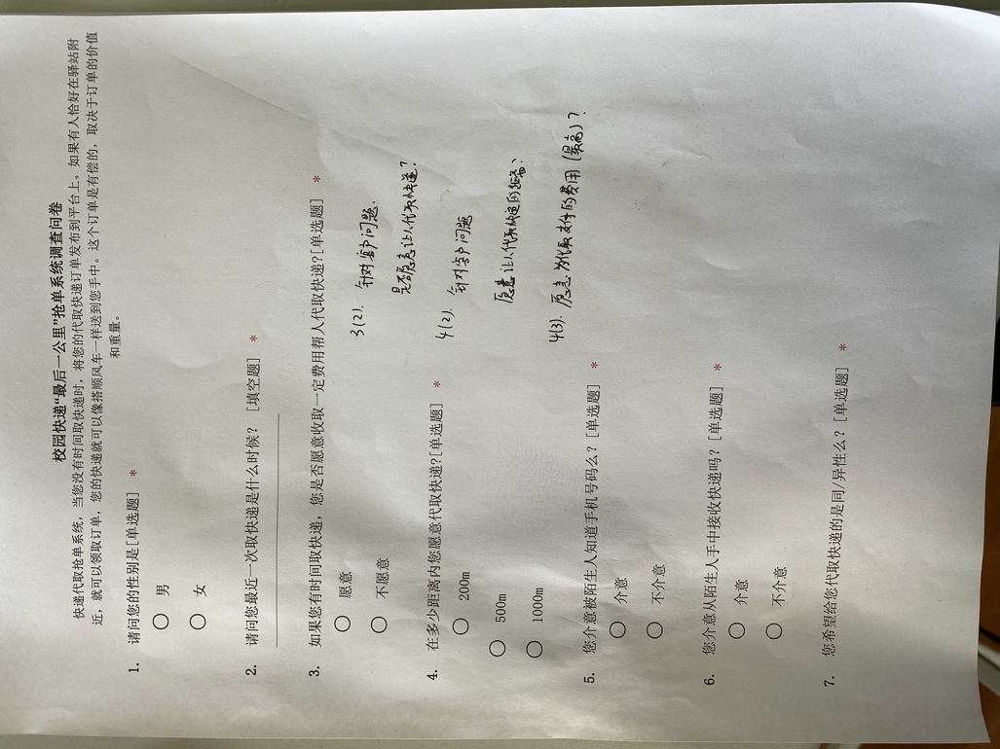 校园快递“最后一公里”抢单系统调查问卷
快递代取抢单系统，当您没有时间取快递时，将您的代取快递订单发布到平台上。如果有人恰好在驿站附
近，就可以领取订单，您的快递就可以像搭顺风车一样送到您手中。这个订单是有偿的，取决于订单的价值
和重量。
1. 请问您的性别是[单选题] *
○ 男
○ 女
2. 请问您最近一次取快递是什么时候？ [填空题] *
3. 如果您有时间取快递，您是否愿意收取一定费用帮人代取快递?[单选题] *
○ 愿意
○ 不愿意
3(2). 针对客户问题.
是否愿意让人代取快递?
4. 在多少距离内您愿意代取快递?[单选题] *
○ 200m
○ 500m
○ 1000m
4(2). 针对客户问题
愿意让人代取快递的距离?
4(3). 愿意为代取支付的费用(最高)?
5. 您介意被陌生人知道手机号码么？[单选题] *
○ 介意
○ 不介意
6. 您介意从陌生人手中接收快递吗？[单选题] *
○ 介意
○ 不介意
7. 您希望给您代取快递的是同/异性么？[单选题] *